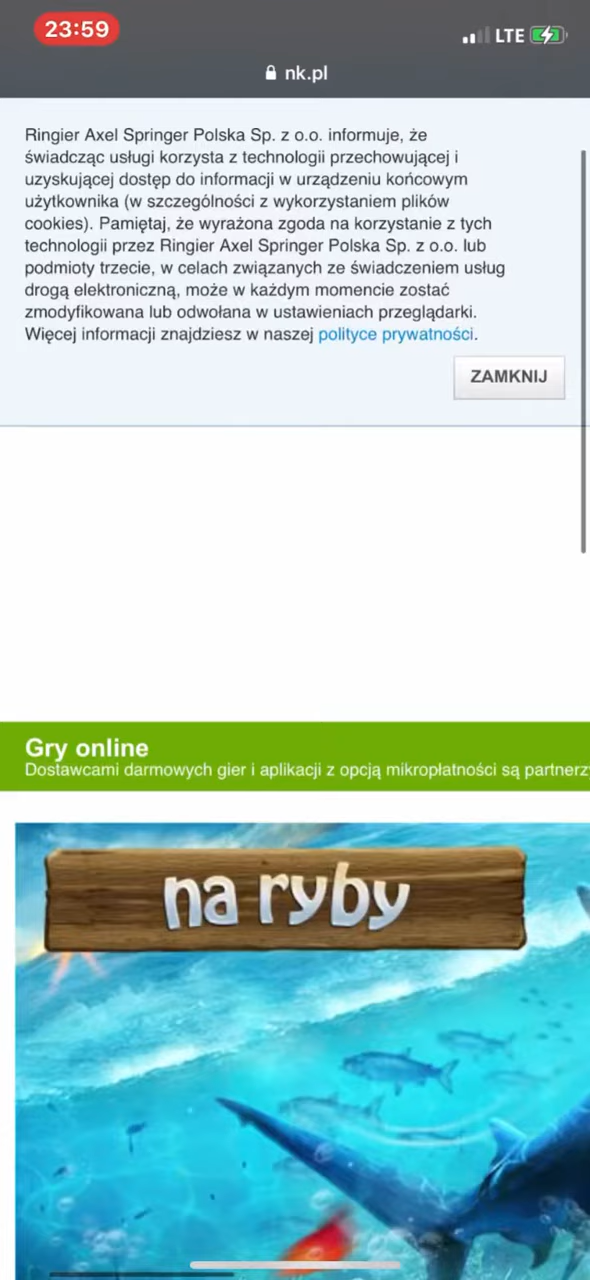 23:59
LTE
nk.pl
Ringier Axel Springer Polska Sp. z o.o. informuje, że
świadcząc usługi korzysta z technologii przechowującej i
uzyskującej dostęp do informacji w urządzeniu końcowym
użytkownika (w szczególności z wykorzystaniem plików
cookies). Pamiętaj, że wyrażona zgoda na korzystanie z tych
technologii przez Ringier Axel Springer Polska Sp. z o.o. lub
podmioty trzecie, w celach związanych ze świadczeniem usług
drogą elektroniczną, może w każdym momencie zostać
zmodyfikowana lub odwołana w ustawieniach przeglądarki.
Więcej informacji znajdziesz w naszej polityce prywatności.
ZAMKNIJ
Gry online
Dostawcami darmowych gier i aplikacji z opcją mikropłatności są partnerzy
na ryby